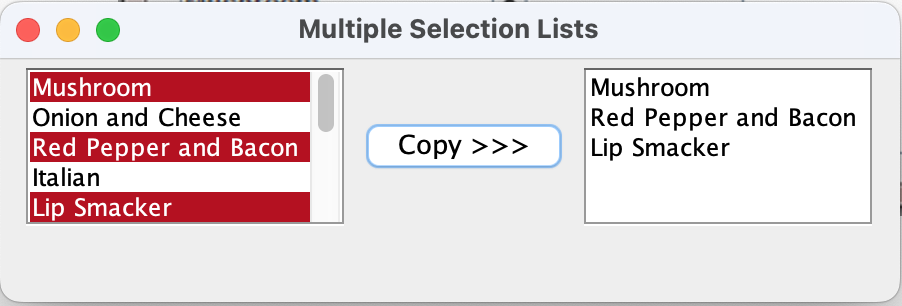 Multiple Selection Lists
Mushroom
Onion and Cheese
Red Pepper and Bacon
Italian
Lip Smacker
Copy >>>
Mushroom
Red Pepper and Bacon
Lip Smacker